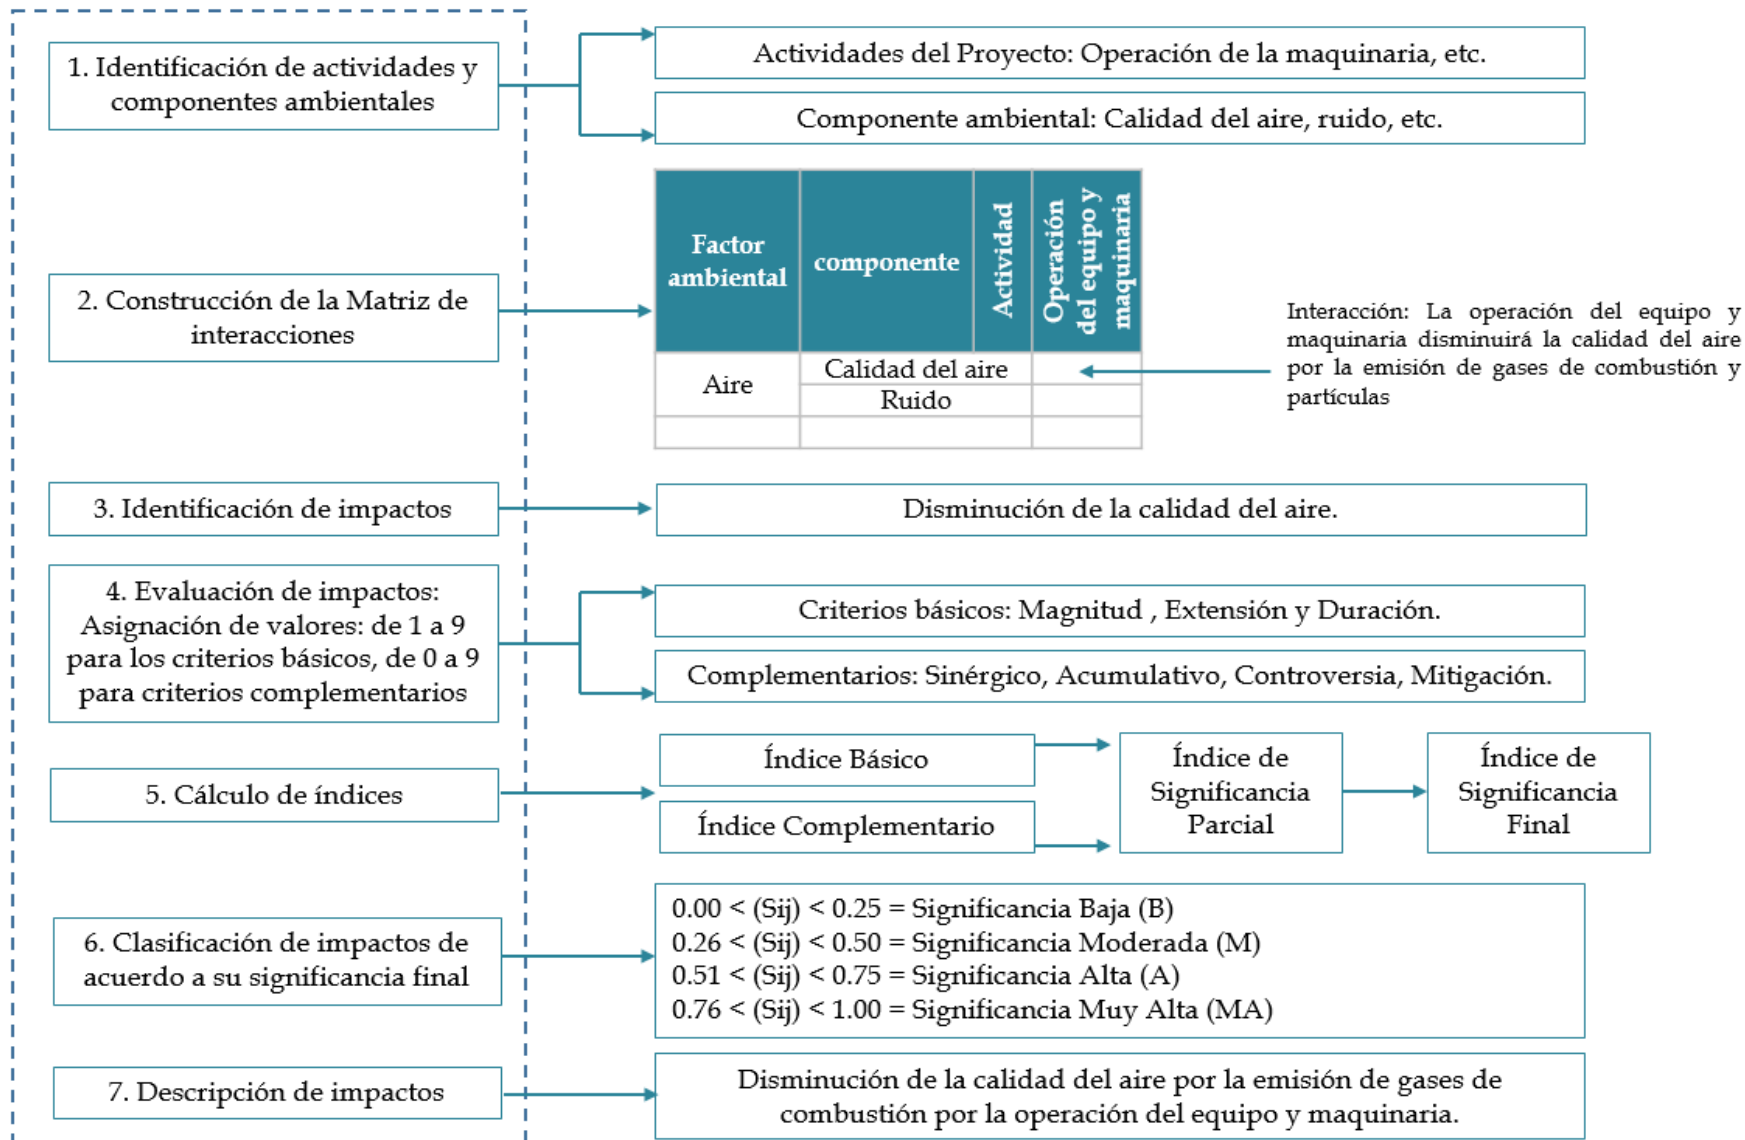 1. Identificación de actividades y
componentes ambientales
Actividades del Proyecto: Operación de la maquinaria, etc.
Componente ambiental: Calidad del aire, ruido, etc.
2. Construcción de la Matriz de
interacciones
Factor
ambiental
componente
Actividad
Operación
del equipo y
maquinaria
Aire
Calidad del aire
Ruido
Interacción: La operación del equipo y
maquinaria disminuirá la calidad del aire
por la emisión de gases de combustión y
partículas
3. Identificación de impactos
Disminución de la calidad del aire.
4. Evaluación de impactos:
Asignación de valores: de 1 a 9
para los criterios básicos, de 0 a 9
para criterios complementarios
Criterios básicos: Magnitud , Extensión y Duración.
Complementarios: Sinérgico, Acumulativo, Controversia, Mitigación.
5. Cálculo de índices
Índice Básico
Índice Complementario
Índice de
Significancia
Parcial
Índice de
Significancia
Final
6. Clasificación de impactos de
acuerdo a su significancia final
0.00 < (Sij) < 0.25 = Significancia Baja (B)
0.26 < (Sij) < 0.50 = Significancia Moderada (M)
0.51 < (Sij) < 0.75 = Significancia Alta (A)
0.76 < (Sij) < 1.00 = Significancia Muy Alta (MA)
7. Descripción de impactos
Disminución de la calidad del aire por la emisión de gases de
combustión por la operación del equipo y maquinaria.